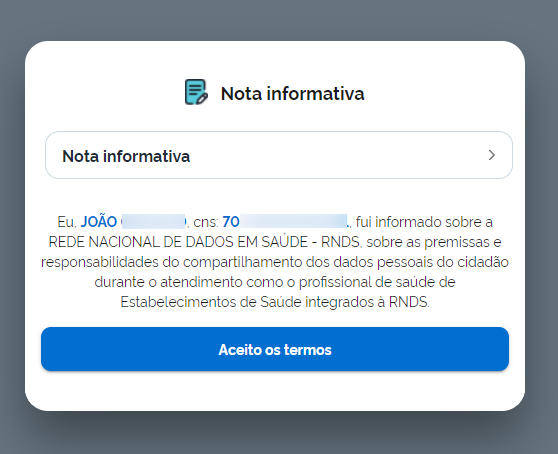 Nota informativa
Nota informativa
Eu, JOÃO, cns: 70, fui informado sobre a
REDE NACIONAL DE DADOS EM SAÚDE - RNDS, sobre as premissas e
responsabilidades do compartilhamento dos dados pessoais do cidadão
durante o atendimento como o profissional de saúde de
Estabelecimentos de Saúde integrados à RNDS.
Aceito os termos